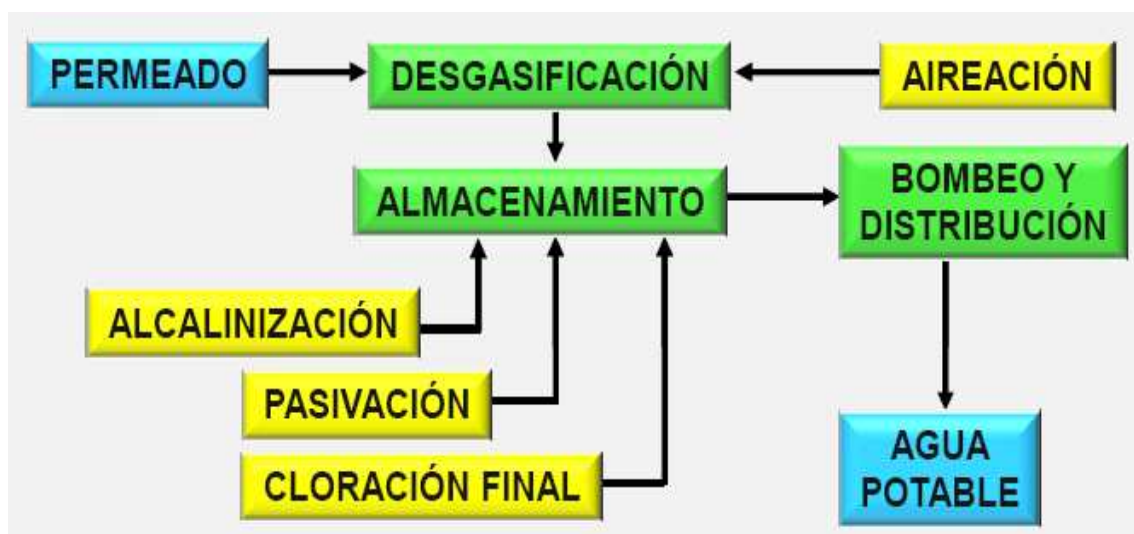 PERMEADO
DESGASIFICACIÓN
AIREACIÓN
ALMACENAMIENTO
BOMBEO Y
DISTRIBUCIÓN
ALCALINIZACIÓN
PASIVACIÓN
CLORACIÓN FINAL
AGUA
POTABLE